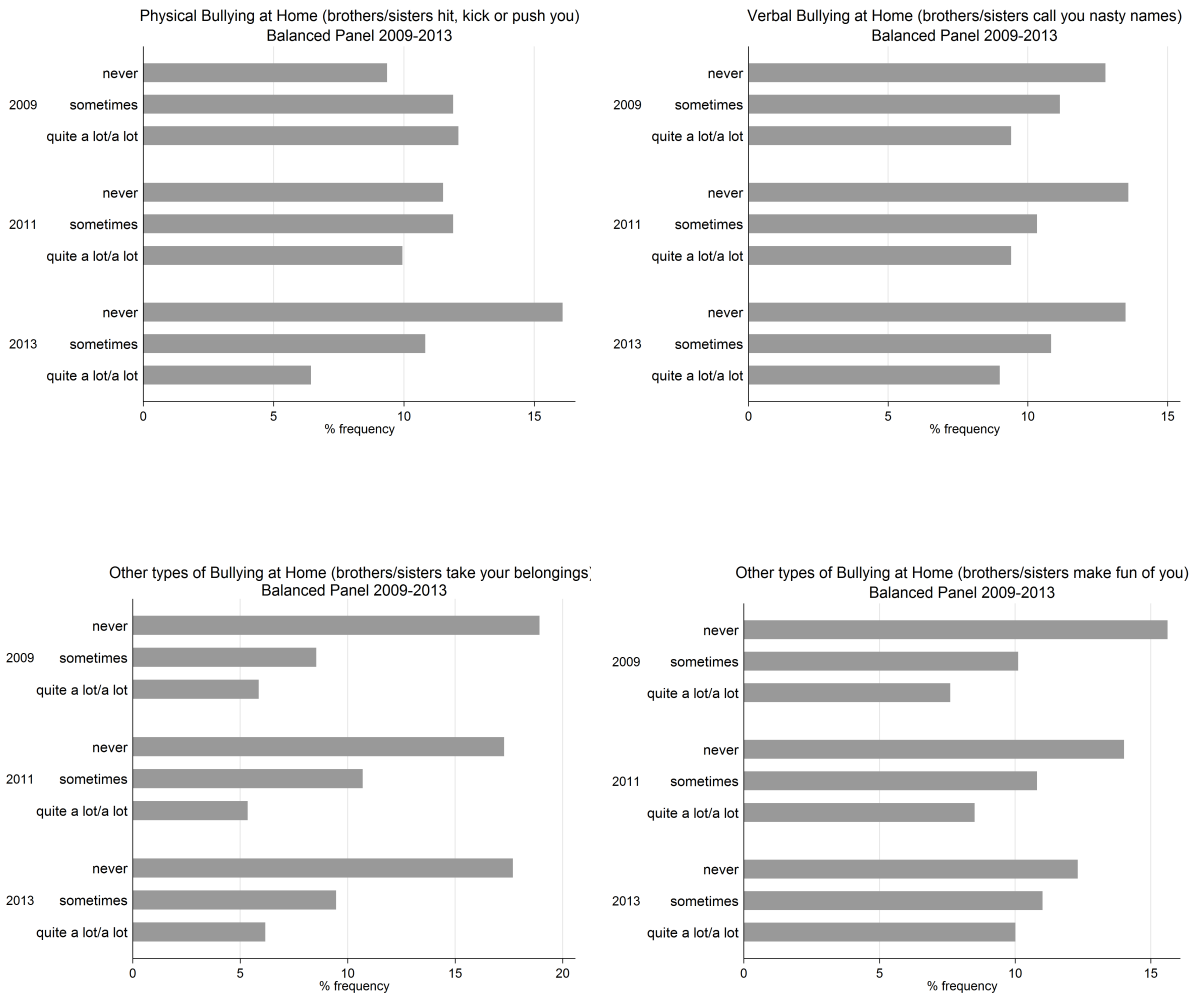 Physical Bullying at Home (brothers/sisters hit, kick or push you)
Balanced Panel 2009-2013
never
2009 sometimes
quite a lot/a lot
never
2011 sometimes
quite a lot/a lot
never
2013 sometimes
quite a lot/a lot
0 5 10 15
% frequency
Verbal Bullying at Home (brothers/sisters call you nasty names)
Balanced Panel 2009-2013
never
2009 sometimes
quite a lot/a lot
never
2011 sometimes
quite a lot/a lot
never
2013 sometimes
quite a lot/a lot
0 5 10 15
% frequency
Other types of Bullying at Home (brothers/sisters take your belongings)
Balanced Panel 2009-2013
never
2009 sometimes
quite a lot/a lot
never
2011 sometimes
quite a lot/a lot
never
2013 sometimes
quite a lot/a lot
0 5 10 15 20
% frequency
Other types of Bullying at Home (brothers/sisters make fun of you)
Balanced Panel 2009-2013
never
2009 sometimes
quite a lot/a lot
never
2011 sometimes
quite a lot/a lot
never
2013 sometimes
quite a lot/a lot
0 5 10 15
% frequency